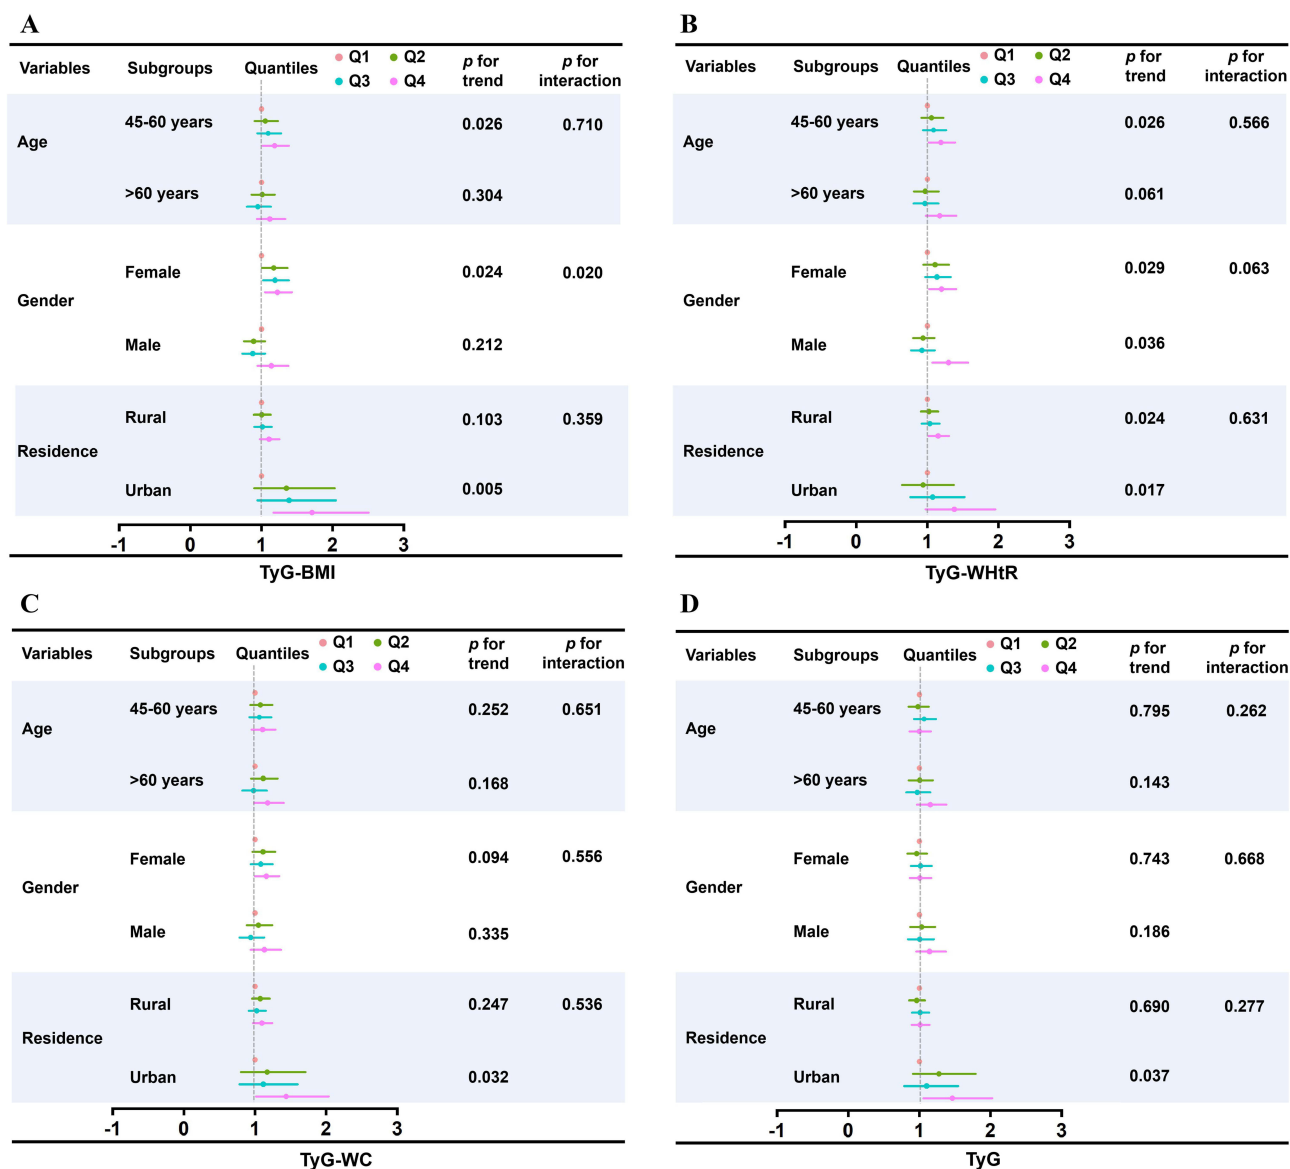 A
Variables Subgroups Quantiles Q1 Q2 Q3 Q4 p for trend p for interaction
Age
45-60 years 0.026 0.710
>60 years 0.304
Gender
Female 0.024 0.020
Male 0.212
Residence
Rural 0.103 0.359
Urban 0.005
-1 0 1 2 3
TyG-BMI
B
Variables Subgroups Quantiles Q1 Q2 Q3 Q4 p for trend p for interaction
Age
45-60 years 0.026 0.566
>60 years 0.061
Gender
Female 0.029 0.063
Male 0.036
Residence
Rural 0.024 0.631
Urban 0.017
-1 0 1 2 3
TyG-WHtR
C
Variables Subgroups Quantiles Q1 Q2 Q3 Q4 p for trend p for interaction
Age
45-60 years 0.252 0.651
>60 years 0.168
Gender
Female 0.094 0.556
Male 0.335
Residence
Rural 0.247 0.536
Urban 0.032
-1 0 1 2 3
TyG-WC
D
Variables Subgroups Quantiles Q1 Q2 Q3 Q4 p for trend p for interaction
Age
45-60 years 0.795 0.262
>60 years 0.143
Gender
Female 0.743 0.668
Male 0.186
Residence
Rural 0.690 0.277
Urban 0.037
-1 0 1 2 3
TyG